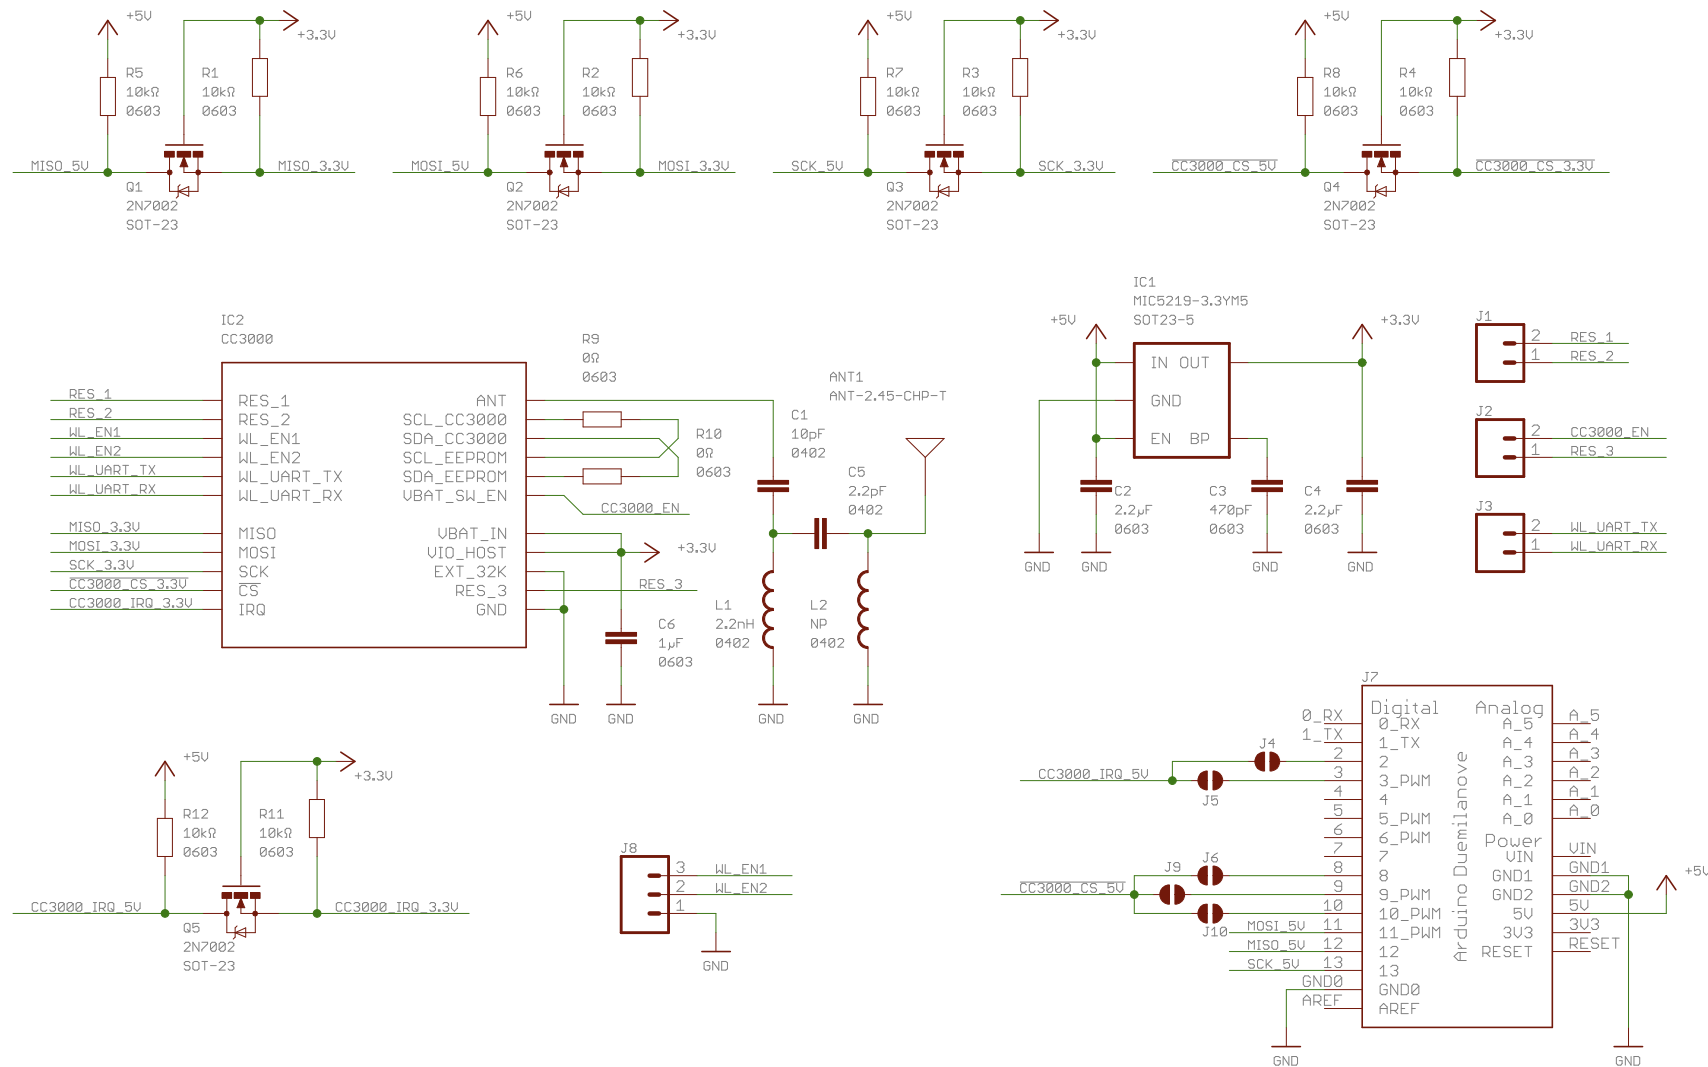 +5V
+3.3V
R5
10kΩ
0603
R1
10kΩ
0603
MISO_5V
MISO_3.3V
Q1
2N7002
SOT-23
+5V
+3.3V
R6
10kΩ
0603
R2
10kΩ
0603
MOSI_5V
MOSI_3.3V
Q2
2N7002
SOT-23
+5V
+3.3V
R7
10kΩ
0603
R3
10kΩ
0603
SCK_5V
SCK_3.3V
Q3
2N7002
SOT-23
+5V
+3.3V
R8
10kΩ
0603
R4
10kΩ
0603
CC3000_CS_5V
CC3000_CS_3.3V
Q4
2N7002
SOT-23
IC2
CC3000
RES_1
RES_2
WL_EN1
WL_EN2
WL_UART_TX
WL_UART_RX
MISO_3.3V
MOSI_3.3V
SCK_3.3V
CC3000_CS_3.3V
CC3000_IRQ_3.3V
RES_1
RES_2
WL_EN1
WL_EN2
WL_UART_TX
WL_UART_RX
MISO
MOSI
SCK
CS
IRQ
ANT
SCL_CC3000
SDA_CC3000
SCL_EEPROM
SDA_EEPROM
VBAT_SW_EN
VBAT_IN
VIO_HOST
EXT_32K
RES_3
GND
R9
0Ω
0603
R10
0Ω
0603
CC3000_EN
+3.3V
RES_3
C6
1µF
0603
GND
GND
ANT1
ANT-2.45-CHP-T
C1
10pF
0402
C5
2.2pF
0402
L1
2.2nH
0402
L2
NP
0402
GND
GND
IC1
MIC5219-3.3YM5
SOT23-5
+5V
+3.3V
IN OUT
GND
EN BP
C2
2.2µF
0603
C3
470pF
0603
C4
2.2µF
0603
GND
GND
GND
GND
J1
2 RES_1
1 RES_2
J2
2 CC3000_EN
1 RES_3
J3
2 WL_UART_TX
1 WL_UART_RX
+5V
+3.3V
R12
10kΩ
0603
R11
10kΩ
0603
CC3000_IRQ_5V
CC3000_IRQ_3.3V
Q5
2N7002
SOT-23
J8
3 WL_EN1
2 WL_EN2
1
GND
J7
Digital
Analog
Power
Arduino Duemilanove
0_RX
1_TX
2
3
4
5
6
7
8
9
10
11
12
13
GND0
AREF
0_RX
1_TX
2
3_PWM
4
5_PWM
6_PWM
7
8
9_PWM
10_PWM
11_PWM
12
13
GND0
AREF
A_5
A_4
A_3
A_2
A_1
A_0
VIN
GND1
GND2
5V
3V3
RESET
A_5
A_4
A_3
A_2
A_1
A_0
VIN
GND1
GND2
5V
3V3
RESET
+5V
CC3000_IRQ_5V
J4
J5
CC3000_CS_5V
J9
J6
J10
MOSI_5V
MISO_5V
SCK_5V
GND
GND